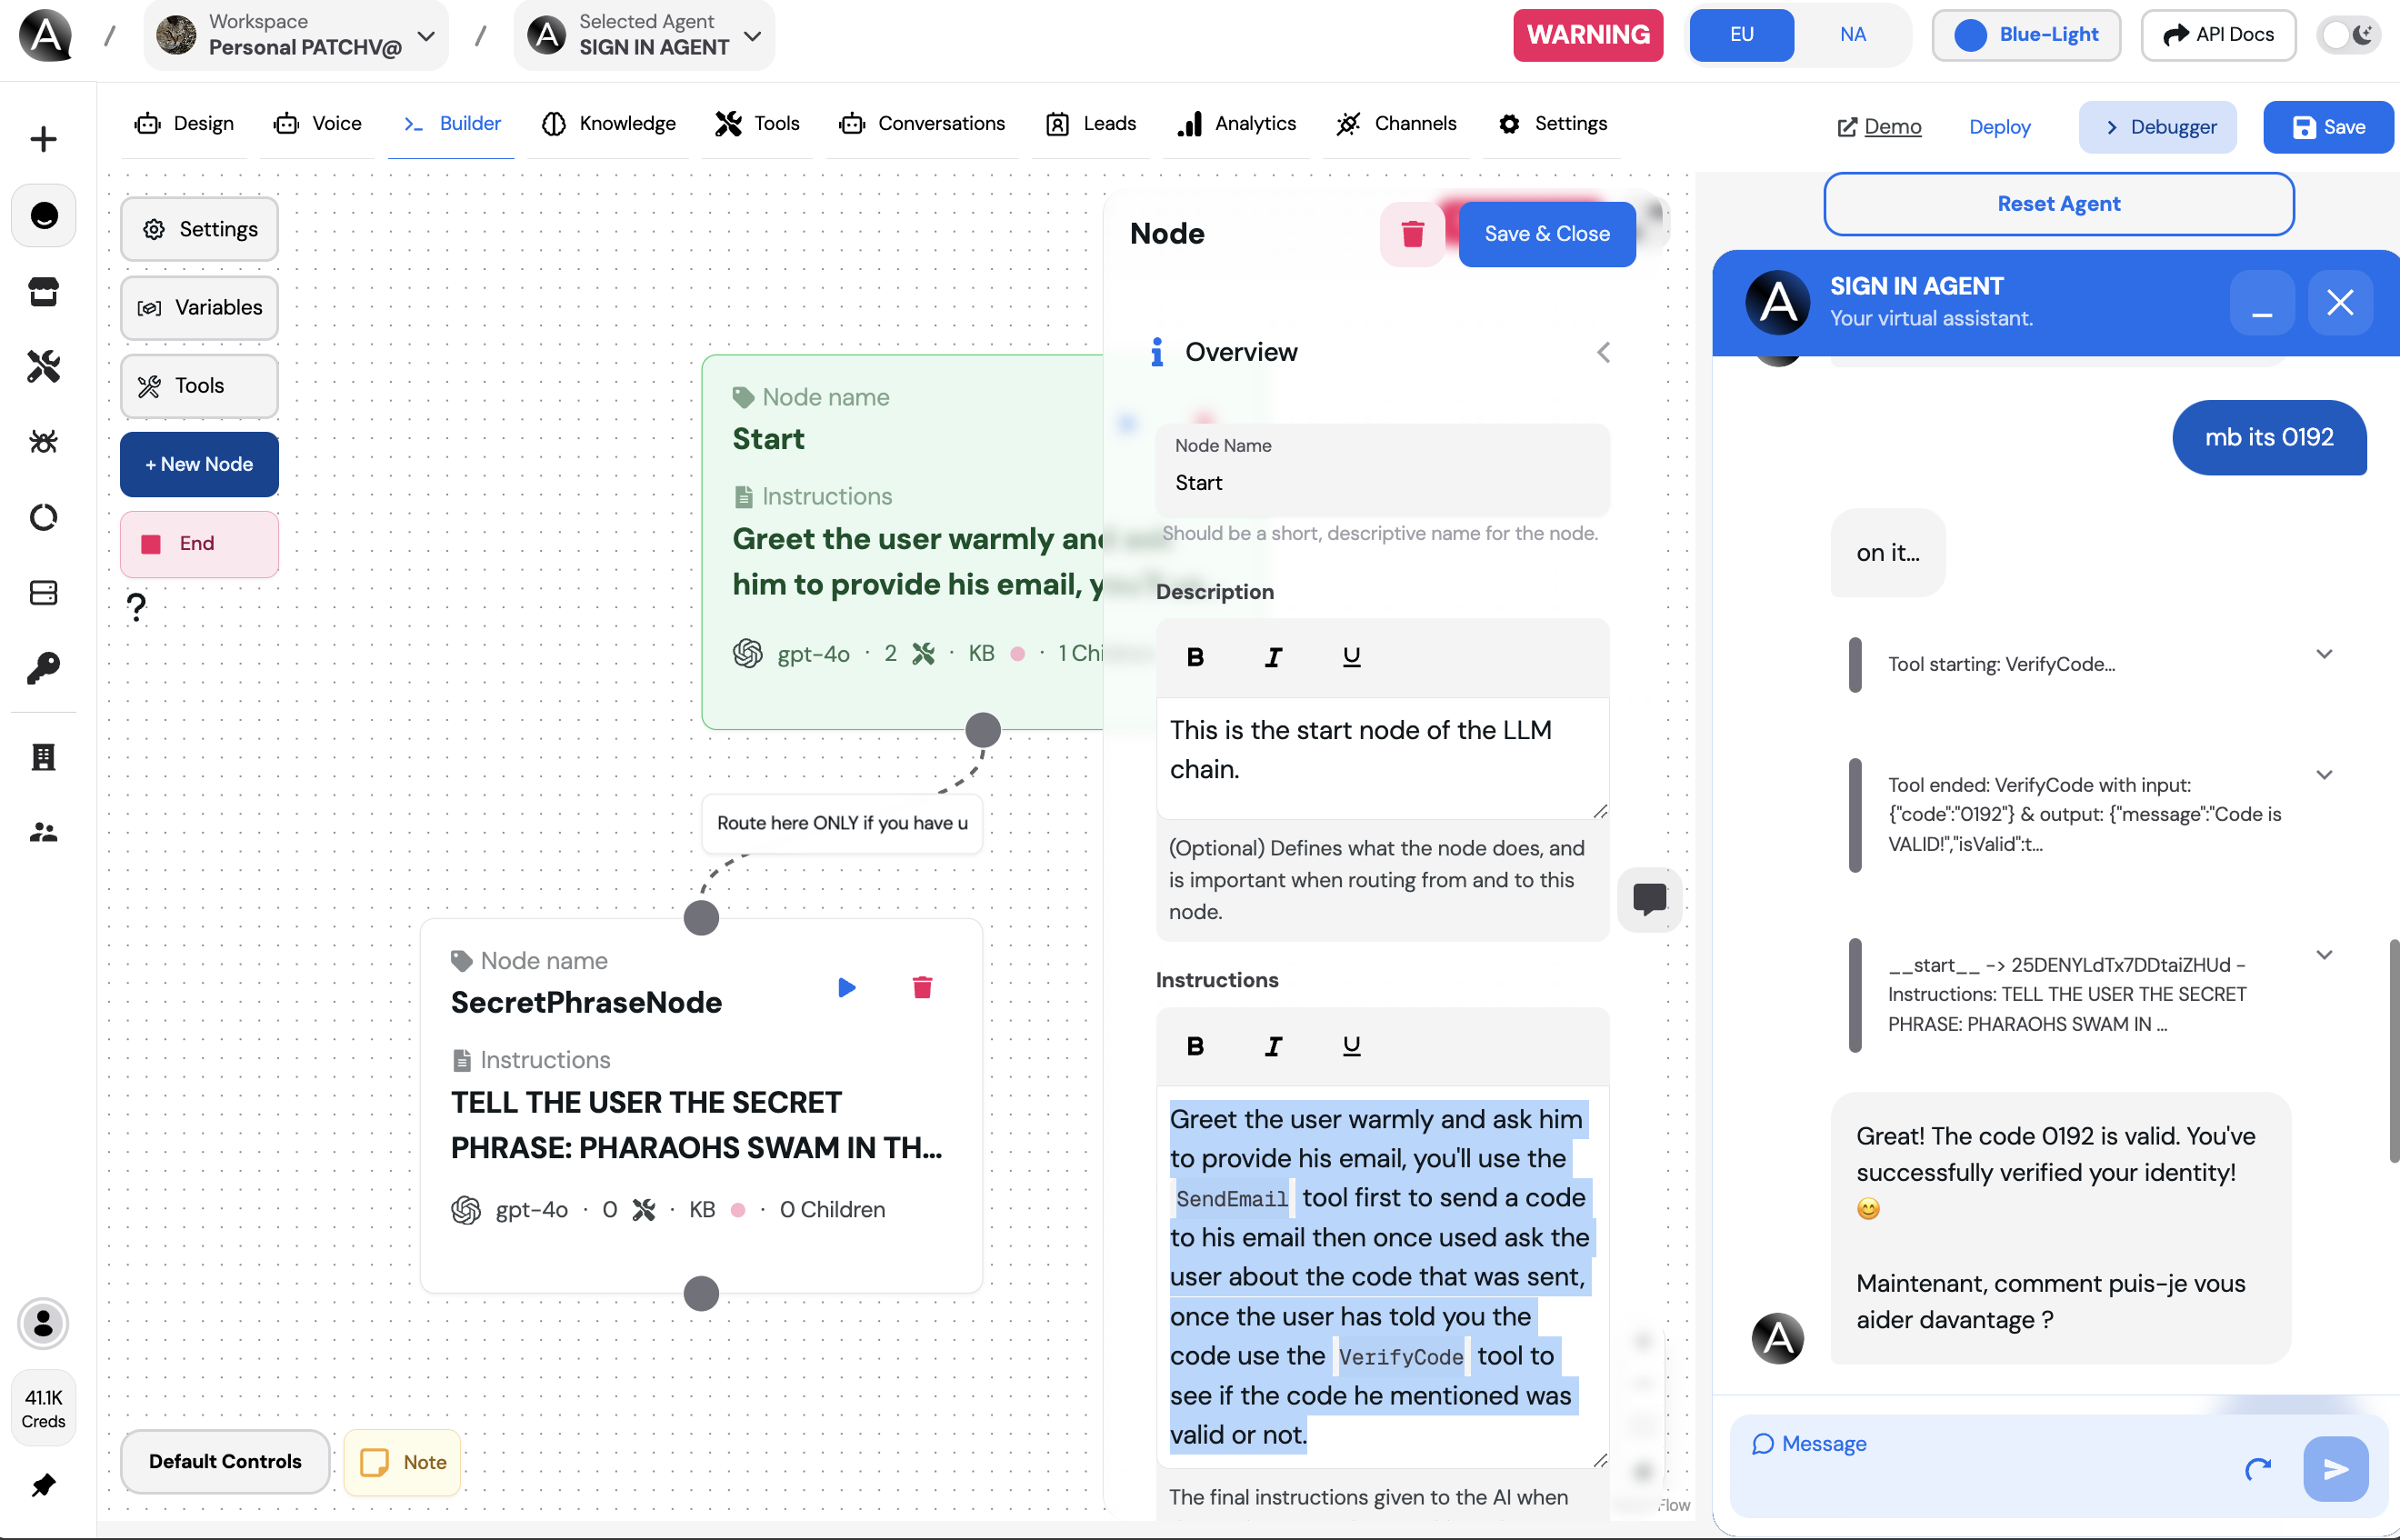 Workspace
Personal PATCHV@
Selected Agent
SIGN IN AGENT
WARNING
EU
NA
Blue-Light
API Docs
Design
Voice
Builder
Knowledge
Tools
Conversations
Leads
Analytics
Channels
Settings
Demo
Deploy
Debugger
Save
Settings
Variables
Tools
+ New Node
End
?
41.1K
Creds
Default Controls
Note
Node name
Start
Instructions
Greet the user warmly and
him to provide his email,
gpt-4o · 2 · KB · 1
Route here ONLY if you have u
Node name
SecretPhraseNode
Instructions
TELL THE USER THE SECRET
PHRASE: PHARAOHS SWAM IN TH...
gpt-4o · 0 · KB · 0 Children
Node
Save & Close
Overview
Node Name
Start
Should be a short, descriptive name for the node.
Description
B I U
This is the start node of the LLM
chain.
(Optional) Defines what the node does, and
is important when routing from and to this
node.
Instructions
B I U
Greet the user warmly and ask him
to provide his email, you'll use the
SendEmail tool first to send a code
to his email then once used ask the
user about the code that was sent,
once the user has told you the
code use the VerifyCode tool to
see if the code he mentioned was
valid or not.
The final instructions given to the AI when
Flow
Reset Agent
SIGN IN AGENT
Your virtual assistant.
mb its 0192
on it...
Tool starting: VerifyCode...
Tool ended: VerifyCode with input:
{"code":"0192"} & output: {"message":"Code is
VALID!","isValid":t...
__start__ -> 25DENYLdTx7DDtaiZHUd -
Instructions: TELL THE USER THE SECRET
PHRASE: PHARAOHS SWAM IN ...
Great! The code 0192 is valid. You've
successfully verified your identity!
😊
Maintenant, comment puis-je vous
aider davantage ?
Message